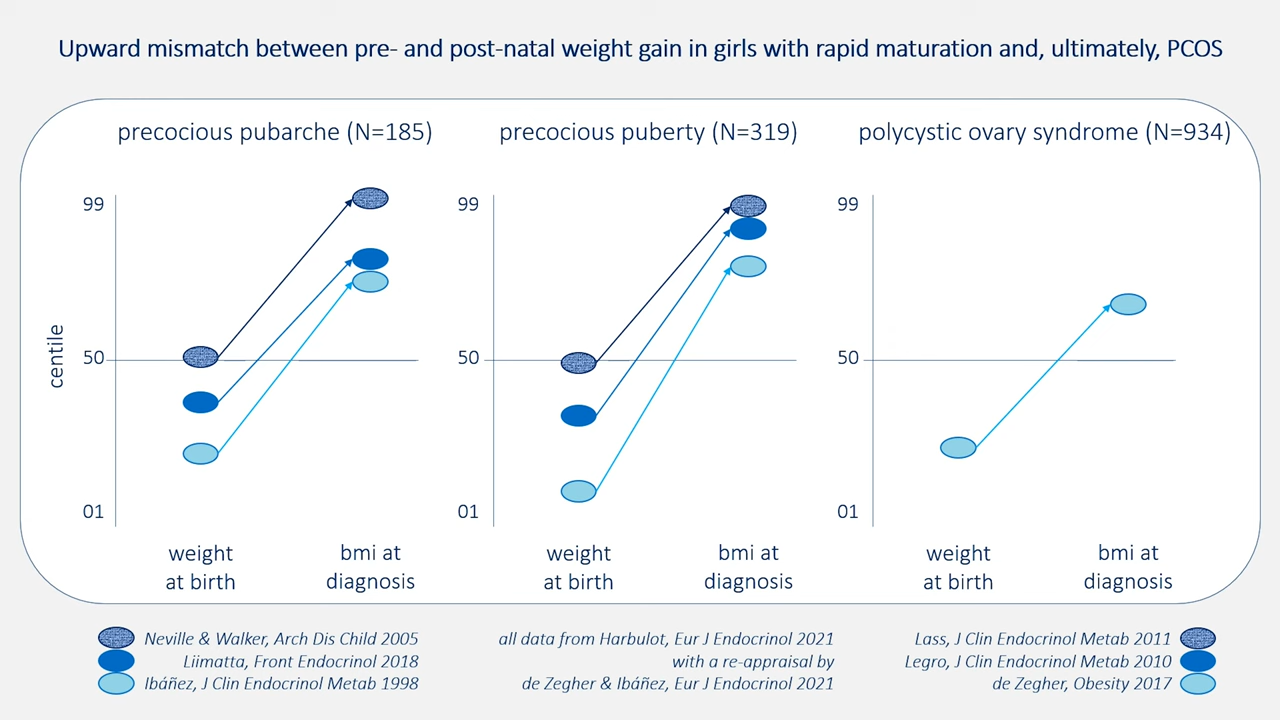 Upward mismatch between pre- and post-natal weight gain in girls with rapid maturation and, ultimately, PCOS
precocious pubarche (N=185)
99
50
01
centile
weight
at birth
bmi at
diagnosis
precocious puberty (N=319)
99
50
01
weight
at birth
bmi at
diagnosis
polycystic ovary syndrome (N=934)
99
50
01
weight
at birth
bmi at
diagnosis
Neville & Walker, Arch Dis Child 2005
Liimatta, Front Endocrinol 2018
Ibáñez, J Clin Endocrinol Metab 1998
all data from Harbulot, Eur J Endocrinol 2021
with a re-appraisal by
de Zegher & Ibáñez, Eur J Endocrinol 2021
Lass, J Clin Endocrinol Metab 2011
Legro, J Clin Endocrinol Metab 2010
de Zegher, Obesity 2017